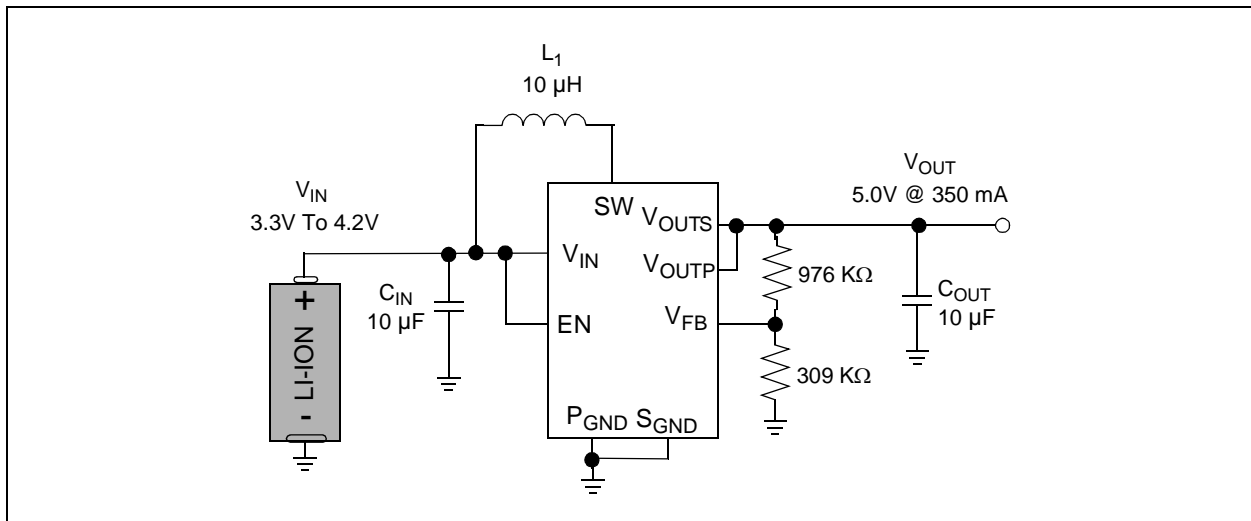 L1
10 µH
VIN
3.3V To 4.2V
+
LI-ION
-
CIN
10 µF
SW
VIN
EN
PGND SGND
VOUTS
VOUTP
VFB
976 KΩ
309 KΩ
VOUT
5.0V @ 350 mA
COUT
10 µF